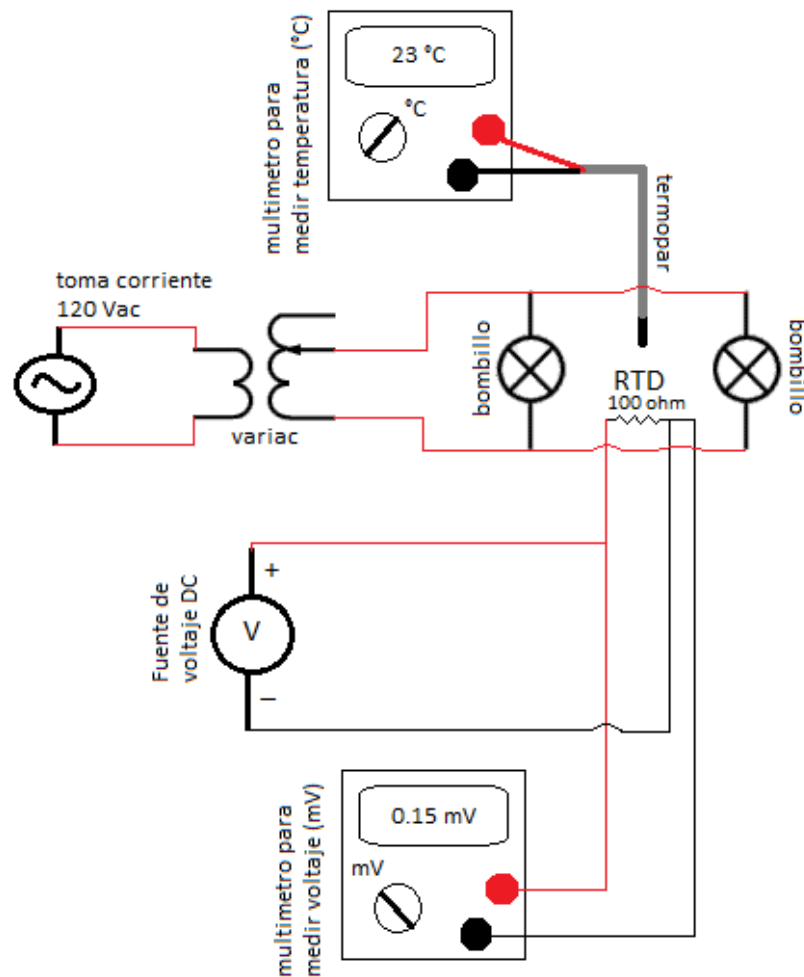 multimetro para
medir temperatura (°C)
23 °C
°C
termopar
toma corriente
120 Vac
variac
bombillo
RTD
100 ohm
bombillo
Fuente de
voltaje DC
+
V
–
multimetro para
medir voltaje (mV)
0.15 mV
mV